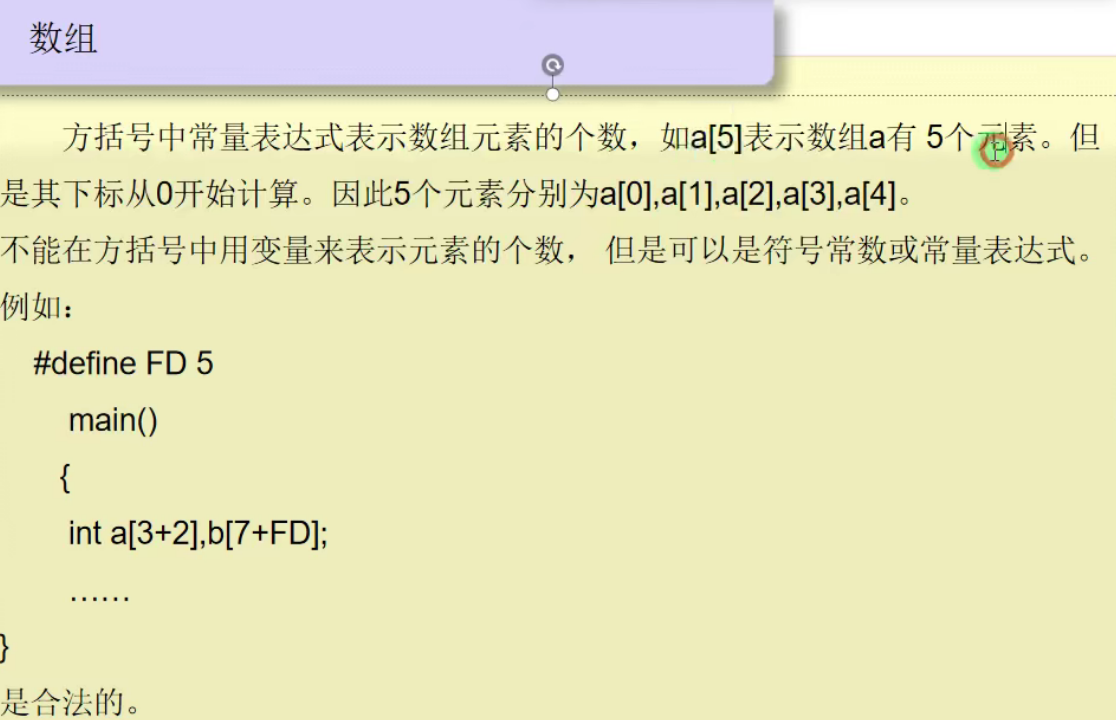 数组
方括号中常量表达式表示数组元素的个数，如a[5]表示数组a有 5个元素。但
是其下标从0开始计算。因此5个元素分别为a[0],a[1],a[2],a[3],a[4]。
不能在方括号中用变量来表示元素的个数， 但是可以是符号常数或常量表达式。
例如：
#define FD 5
main()
{
int a[3+2],b[7+FD];
……
}
是合法的。